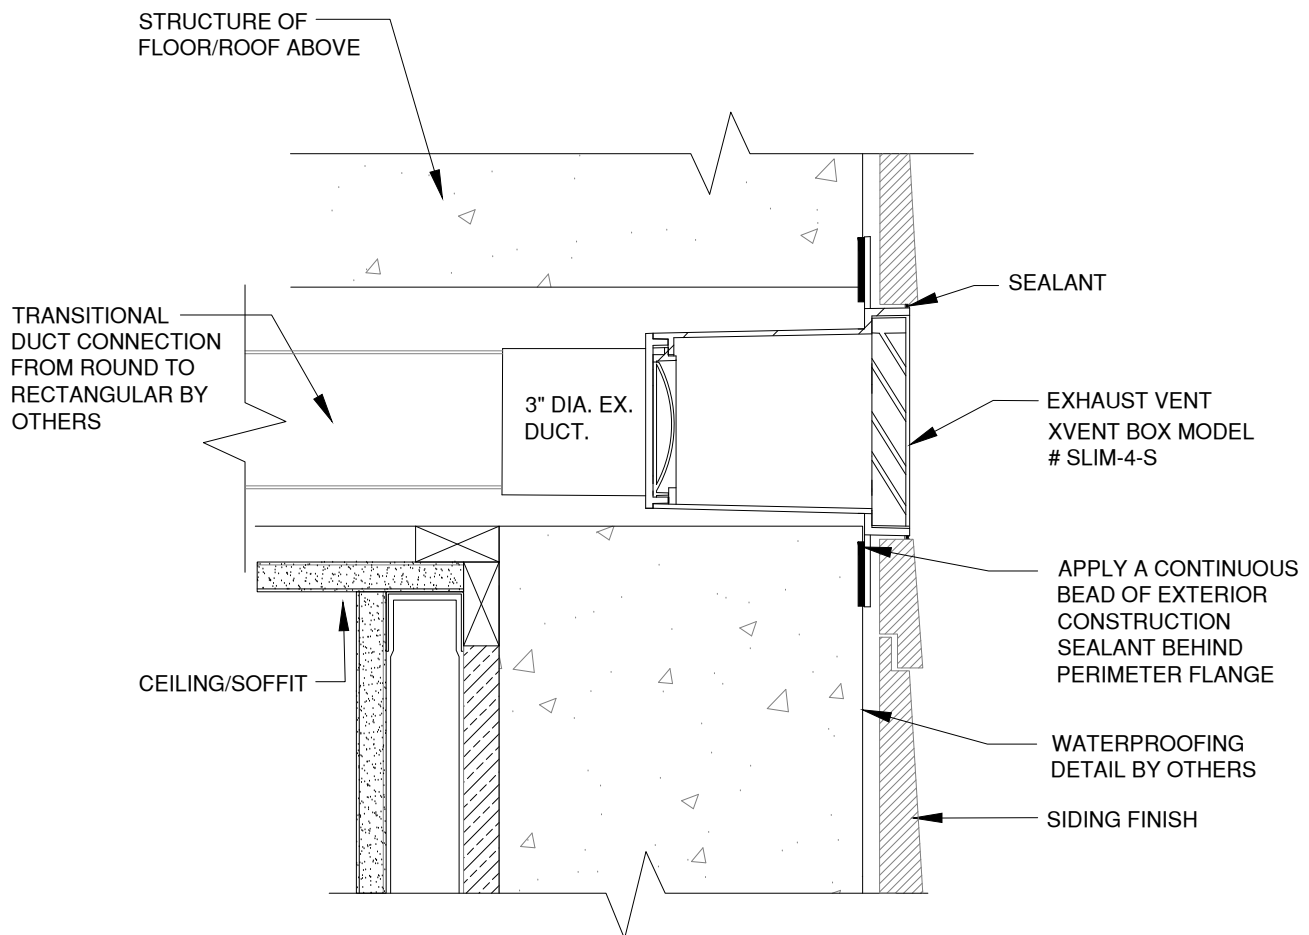 STRUCTURE OF
FLOOR/ROOF ABOVE
SEALANT
TRANSITIONAL
DUCT CONNECTION
FROM ROUND TO
RECTANGULAR BY
OTHERS
3" DIA. EX.
DUCT.
EXHAUST VENT
XVENT BOX MODEL
# SLIM-4-S
APPLY A CONTINUOUS
BEAD OF EXTERIOR
CONSTRUCTION
SEALANT BEHIND
PERIMETER FLANGE
CEILING/SOFFIT
WATERPROOFING
DETAIL BY OTHERS
SIDING FINISH